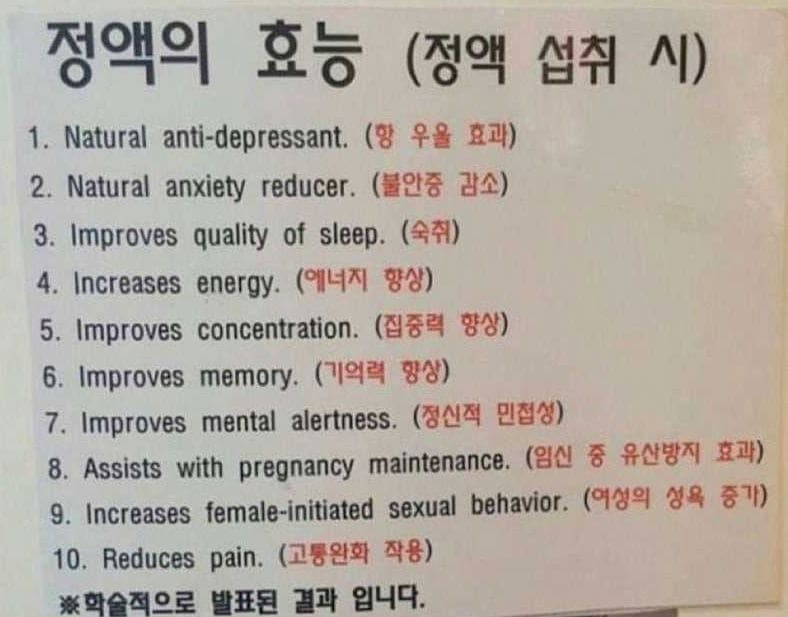 정액의 효능 (정액 섭취 시)
1. Natural anti-depressant. (항 우울 효과)
2. Natural anxiety reducer. (불안증 감소)
3. Improves quality of sleep. (숙취)
4. Increases energy. (에너지 향상)
5. Improves concentration. (집중력 향상)
6. Improves memory. (기억력 향상)
7. Improves mental alertness. (정신적 민첩성)
8. Assists with pregnancy maintenance. (임신 중 유산방지 효과)
9. Increases female-initiated sexual behavior. (여성의 성욕 증가)
10. Reduces pain. (고통완화 작용)
※학술적으로 발표된 결과 입니다.